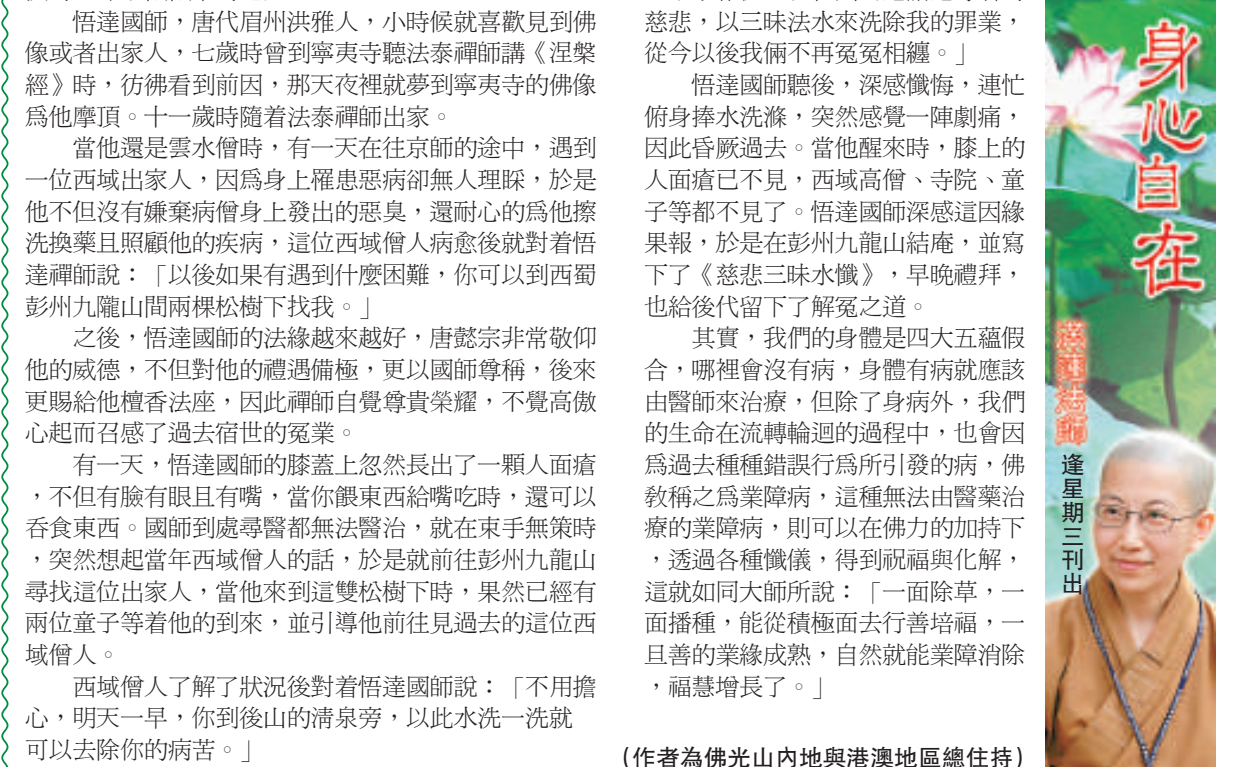 悟達國師，唐代眉州洪雅人，小時候就喜歡見到佛
像或者出家人，七歲時曾到寧夷寺聽法泰禪師講《涅槃
經》時，彷彿看到前因，那天夜裡就夢到寧夷寺的佛像
爲他摩頂。十一歲時隨着法泰禪師出家。
當他還是雲水僧時，有一天在往京師的途中，遇到
一位西域出家人，因爲身上罹患惡病卻無人理睬，於是
他不但沒有嫌棄病僧身上發出的惡臭，還耐心的爲他擦
洗換藥且照顧他的疾病，這位西域僧人病愈後就對着悟
達禪師說：「以後如果有遇到什麼困難，你可以到西蜀
彭州九隴山間兩棵松樹下找我。」
之後，悟達國師的法緣越來越好，唐懿宗非常敬仰
他的威德，不但對他的禮遇備極，更以國師尊稱，後來
更賜給他檀香法座，因此禪師自覺尊貴榮耀，不覺高傲
心起而召感了過去宿世的冤業。
有一天，悟達國師的膝蓋上忽然長出了一顆人面瘡
，不但有臉有眼且有嘴，當你餵東西給嘴吃時，還可以
吞食東西。國師到處尋醫都無法醫治，就在束手無策時
，突然想起當年西域僧人的話，於是就前往彭州九龍山
尋找這位出家人，當他來到這雙松樹下時，果然已經有
兩位童子等着他的到來，並引導他前往見過去的這位西
域僧人。
西域僧人了解了狀況後對着悟達國師說：「不用擔
心，明天一早，你到後山的淸泉旁，以此水洗一洗就
可以去除你的病苦。」
慈悲，以三昧法水來洗除我的罪業，
從今以後我倆不再冤冤相纏。」
悟達國師聽後，深感懺悔，連忙
俯身捧水洗滌，突然感覺一陣劇痛，
因此昏厥過去。當他醒來時，膝上的
人面瘡已不見，西域高僧、寺院、童
子等都不見了。悟達國師深感這因緣
果報，於是在彭州九龍山結庵，並寫
下了《慈悲三昧水懺》，早晚禮拜，
也給後代留下了解冤之道。
其實，我們的身體是四大五蘊假
合，哪裡會沒有病，身體有病就應該
由醫師來治療，但除了身病外，我們
的生命在流轉輪迴的過程中，也會因
爲過去種種錯誤行爲所引發的病，佛
敎稱之爲業障病，這種無法由醫藥治
療的業障病，則可以在佛力的加持下
，透過各種懺儀，得到祝福與化解，
這就如同大師所說：「一面除草，一
面播種，能從積極面去行善培福，一
旦善的業緣成熟，自然就能業障消除
，福慧增長了。」
（作者為佛光山內地與港澳地區總住持）
身心自在
法師
逢星期三刊出